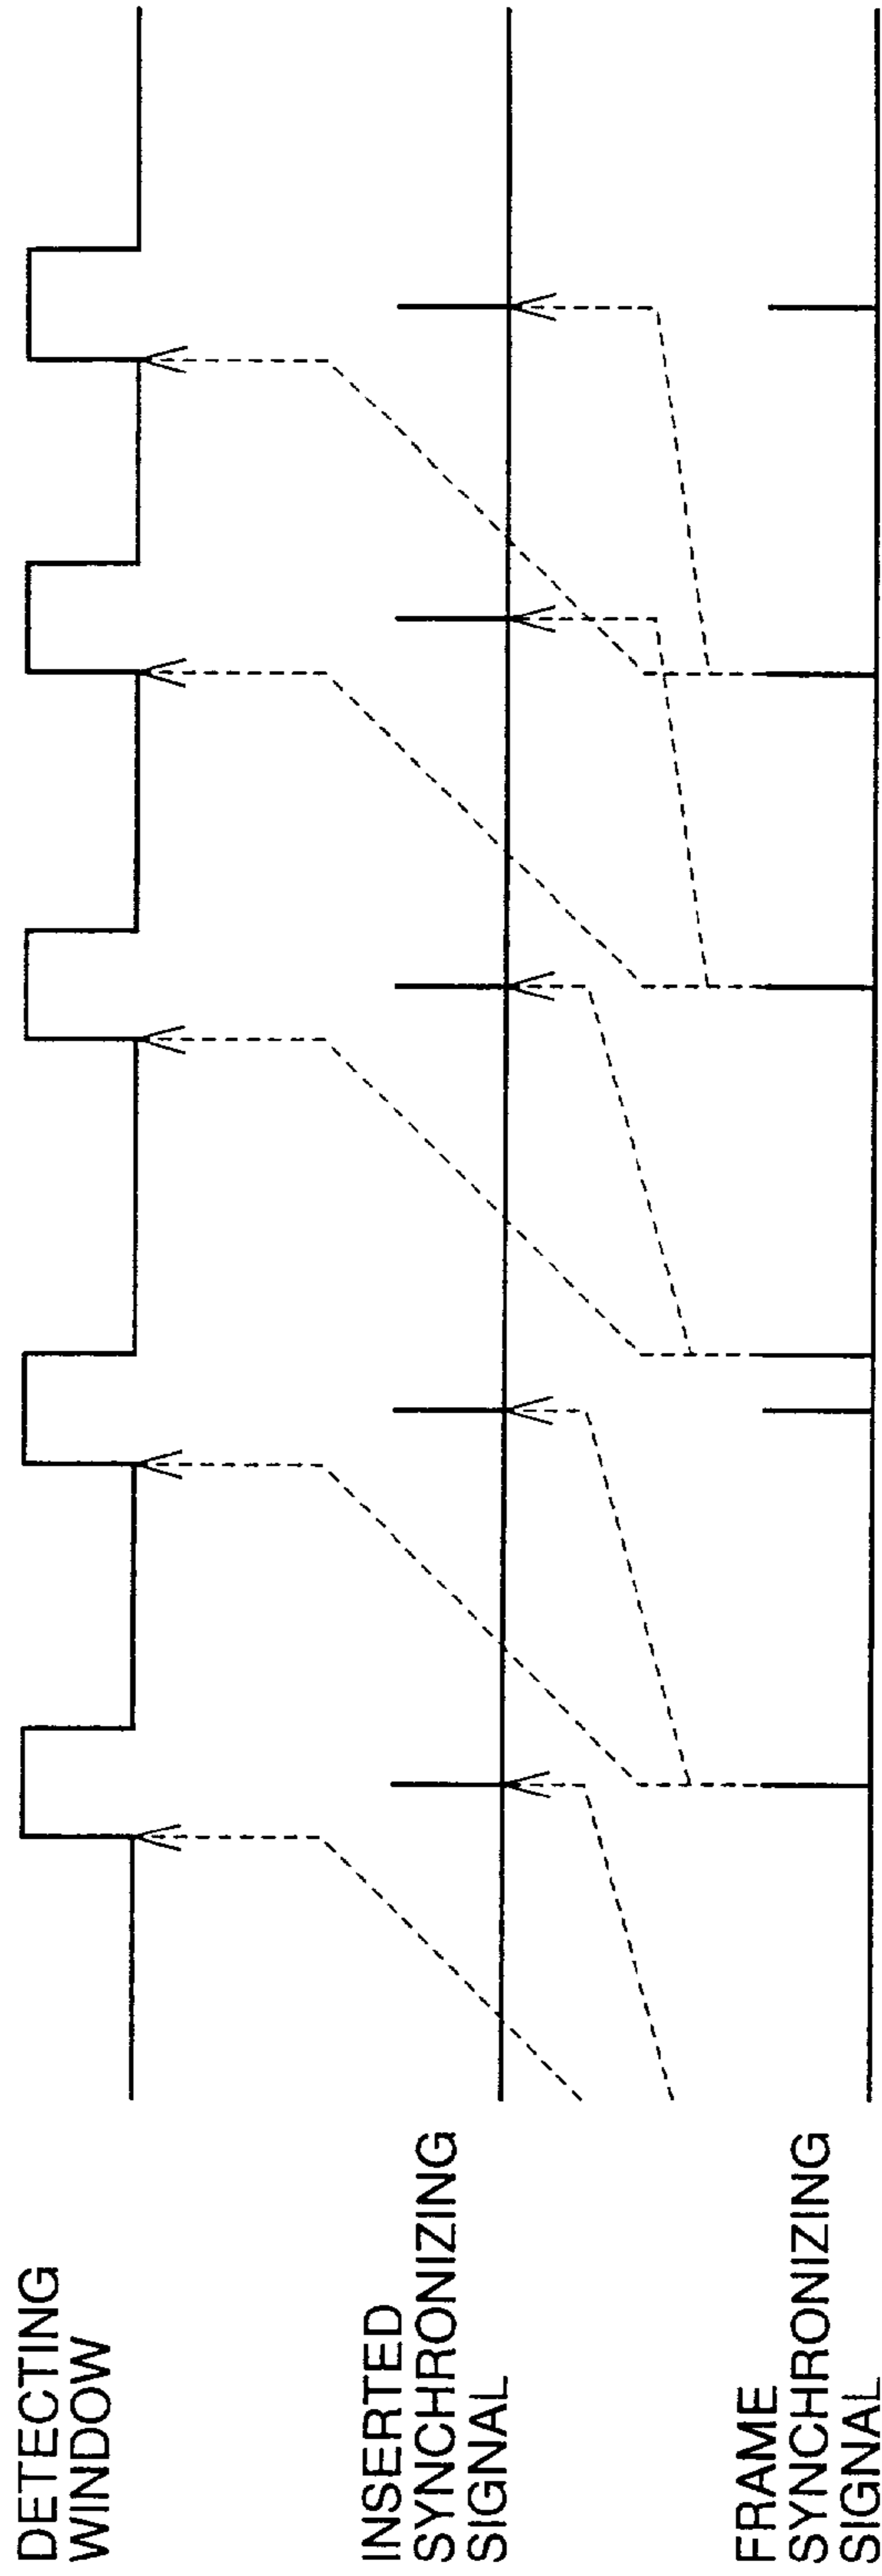 DETECTING
WINDOW
INSERTED
SYNCHRONIZING
SIGNAL
FRAME
SYNCHRONIZING
SIGNAL